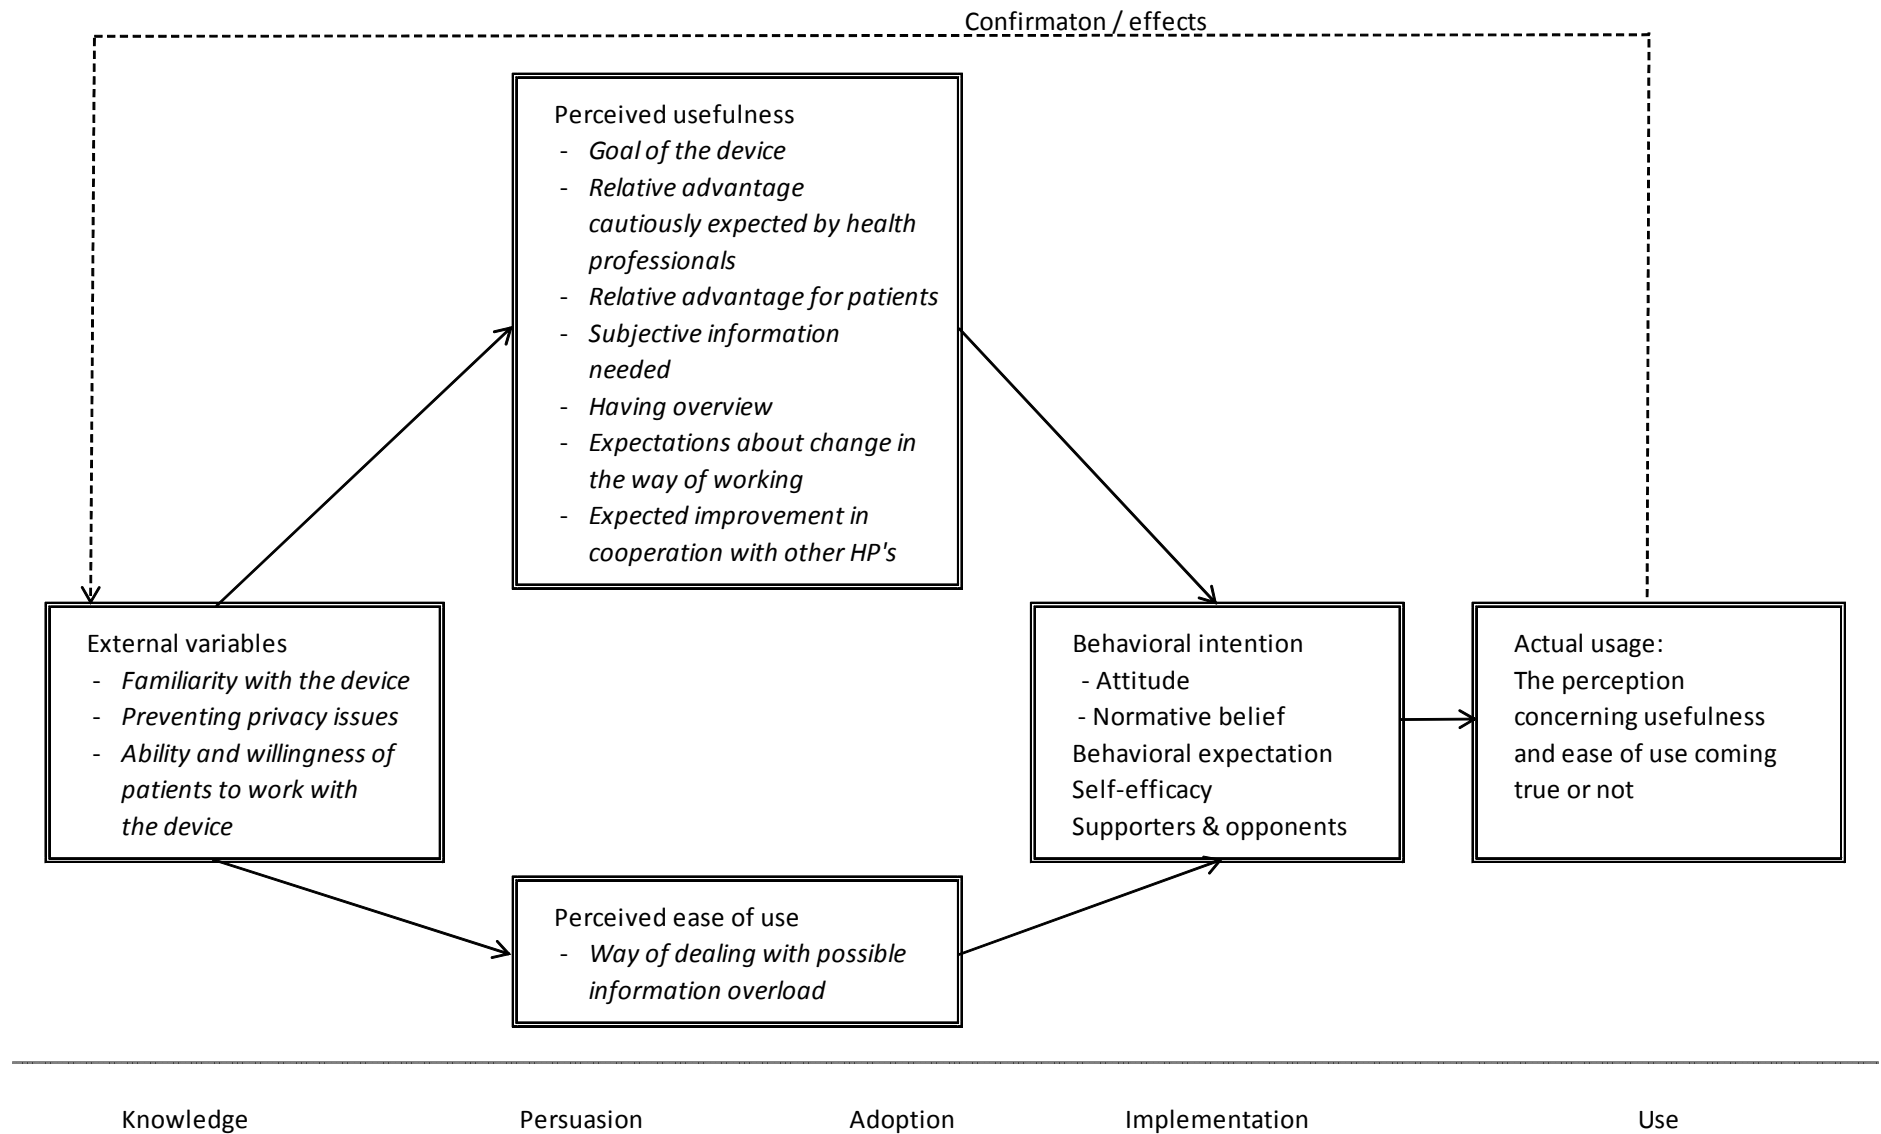 Confirmaton / effects
Perceived usefulness
- Goal of the device
- Relative advantage
cautiously expected by health
professionals
- Relative advantage for patients
- Subjective information
needed
- Having overview
- Expectations about change in
the way of working
- Expected improvement in
cooperation with other HP's
External variables
- Familiarity with the device
- Preventing privacy issues
- Ability and willingness of
patients to work with
the device
Behavioral intention
- Attitude
- Normative belief
Behavioral expectation
Self-efficacy
Supporters & opponents
Actual usage:
The perception
concerning usefulness
and ease of use coming
true or not
Perceived ease of use
- Way of dealing with possible
information overload
Knowledge Persuasion Adoption Implementation Use